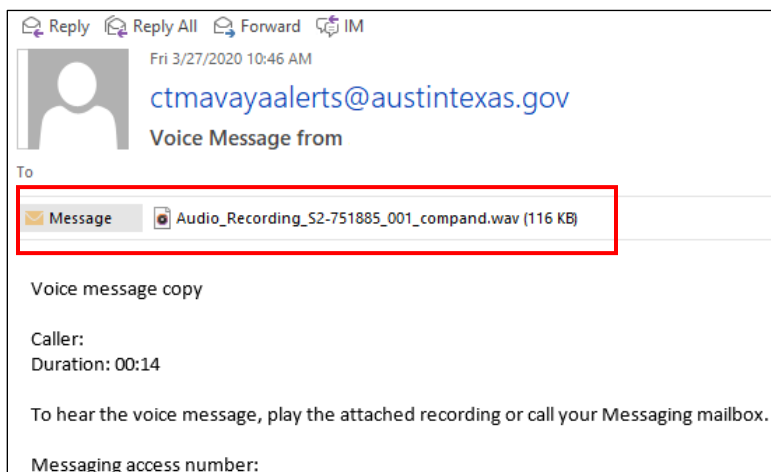 Reply Reply All Forward IM
Fri 3/27/2020 10:46 AM
ctmavayaalerts@austintexas.gov
Voice Message from
To
Message Audio_Recording_S2-751885_001_compand.wav (116 KB)
Voice message copy
Caller:
Duration: 00:14
To hear the voice message, play the attached recording or call your Messaging mailbox.
Messaging access number: